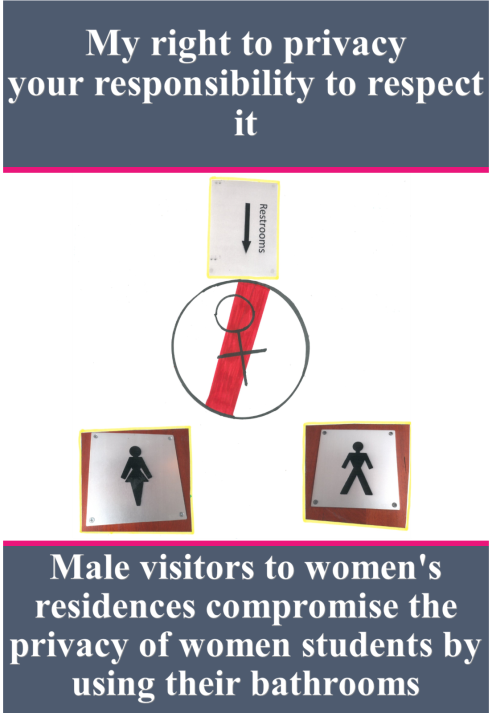 My right to privacy
your responsibility to respect
it
Restrooms
Male visitors to women's
residences compromise the
privacy of women students by
using their bathrooms